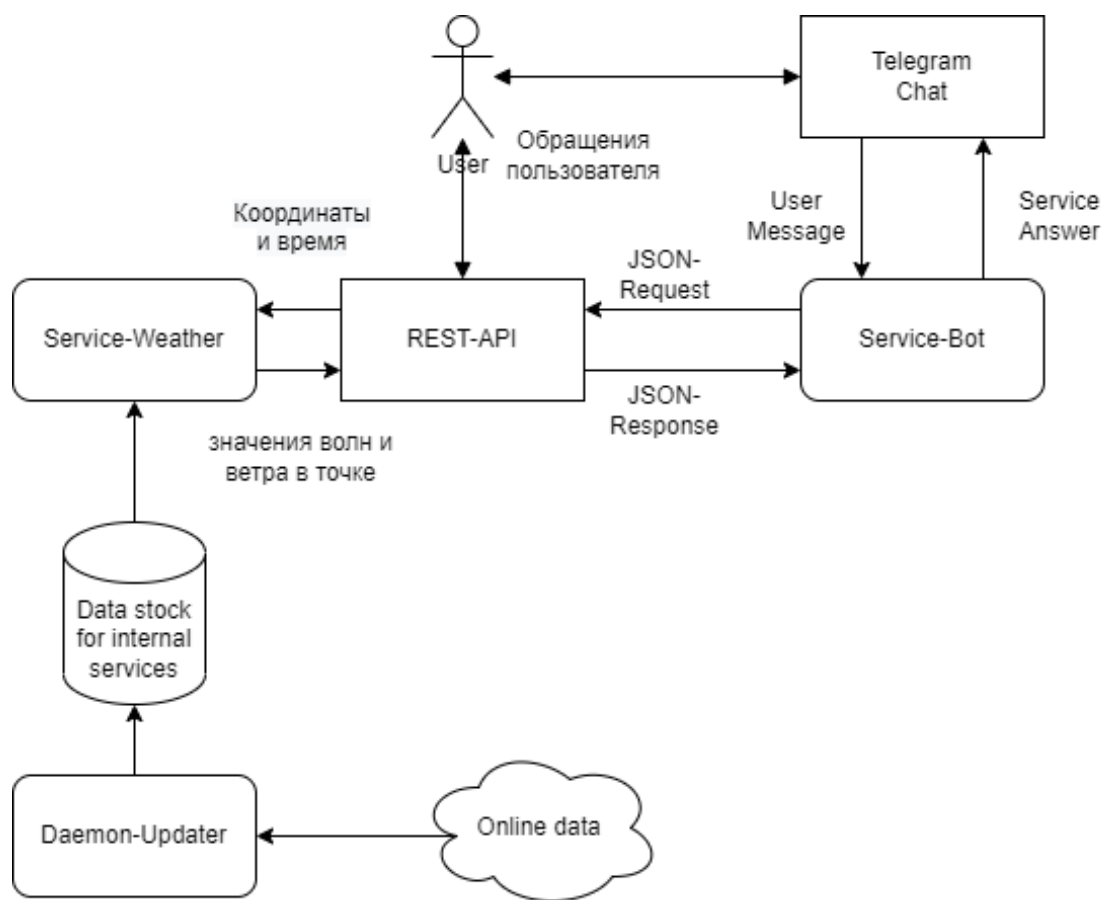 Telegram
Chat
User
Обращения
пользователя
User
Message
Service
Answer
Координаты
и время
JSON-
Request
Service-Weather
REST-API
Service-Bot
JSON-
Response
значения волн и
ветра в точке
Data stock
for internal
services
Daemon-Updater
Online data